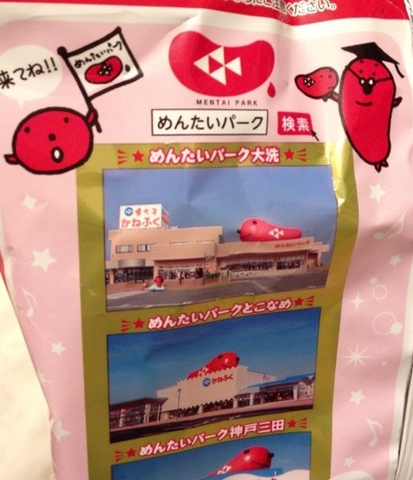 ください。
来てね!!
めんたいパーク
MENTAI PARK
めんたいパーク 検索
めんたいパーク大洗
かねふく
めんたいパーク
めんたいパークとこなめ
かねふく
めんたいパーク神戸三田